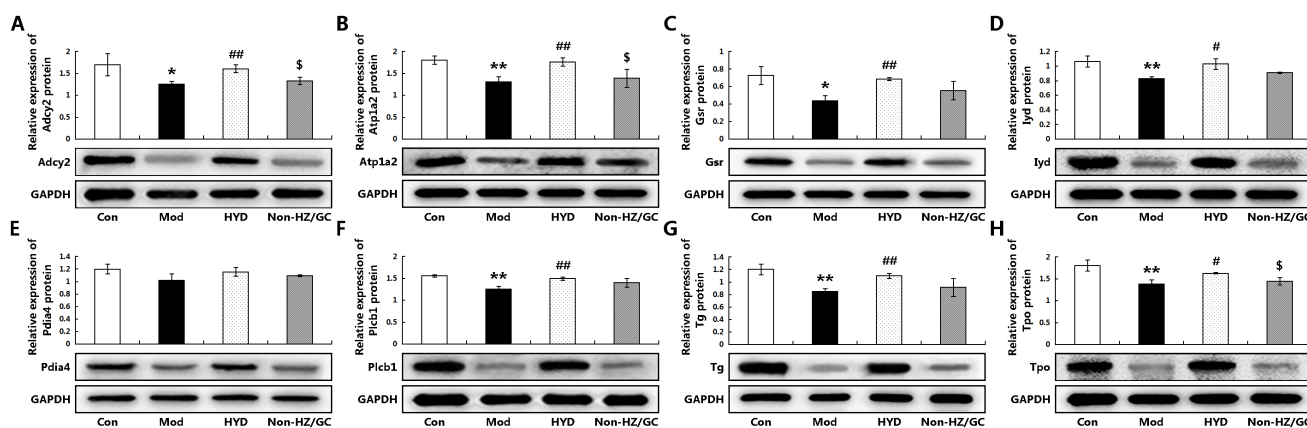 A
Relative expression of
Adcy2 protein
2
1.5
1
0.5
0
*
##
$
Adcy2
GAPDH
Con Mod HYD Non-HZ/GC
B
Relative expression of
Atp1a2 protein
2
1.5
1
0.5
0
**
##
$
Atp1a2
GAPDH
Con Mod HYD Non-HZ/GC
C
Relative expression of
Gsr protein
1
0.8
0.6
0.4
0.2
0
*
##
Gsr
GAPDH
Con Mod HYD Non-HZ/GC
D
Relative expression of
Iyd protein
1.2
1
0.8
0.6
0.4
0.2
0
**
#
Iyd
GAPDH
Con Mod HYD Non-HZ/GC
E
Relative expression of
Pdia4 protein
1.4
1.2
1
0.8
0.6
0.4
0.2
0
Pdia4
GAPDH
Con Mod HYD Non-HZ/GC
F
Relative expression of
Plcb1 protein
2
1.5
1
0.5
0
**
##
Plcb1
GAPDH
Con Mod HYD Non-HZ/GC
G
Relative expression of
Tg protein
1.4
1.2
1
0.8
0.6
0.4
0.2
0
**
##
Tg
GAPDH
Con Mod HYD Non-HZ/GC
H
Relative expression of
Tpo protein
2
1.5
1
0.5
0
**
#
$
Tpo
GAPDH
Con Mod HYD Non-HZ/GC